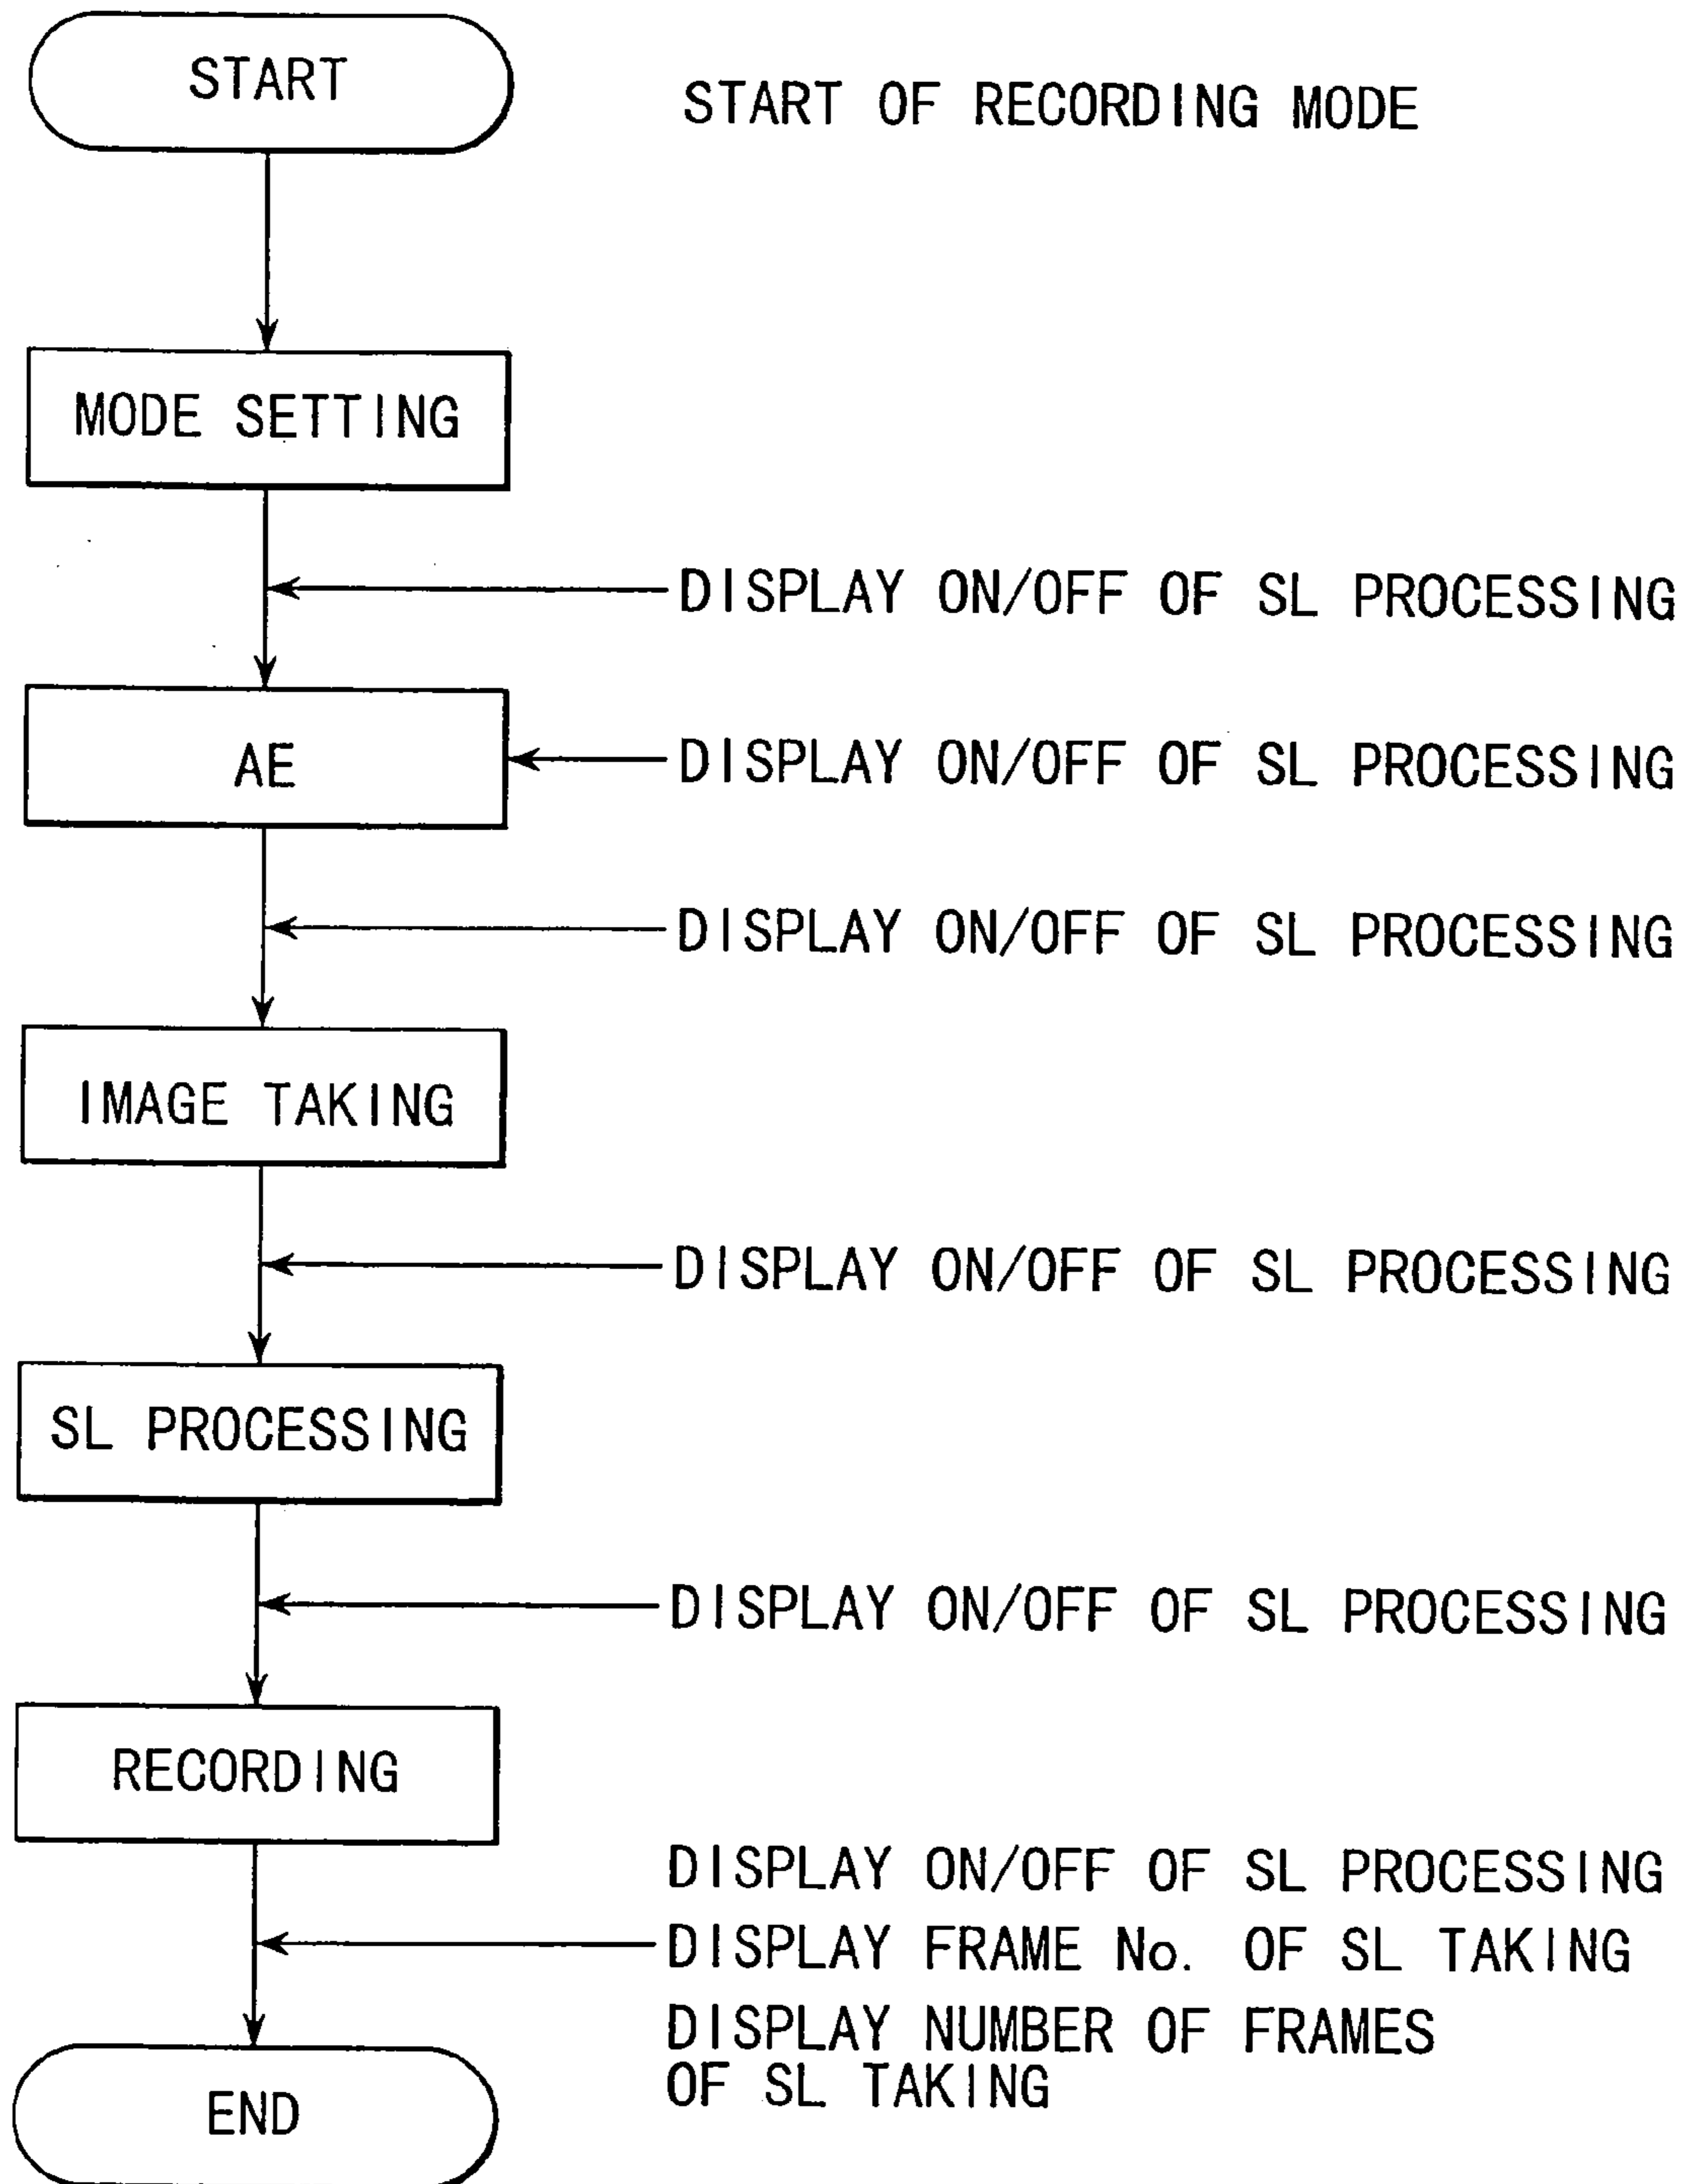 START
START OF RECORDING MODE
MODE SETTING
DISPLAY ON/OFF OF SL PROCESSING
AE
DISPLAY ON/OFF OF SL PROCESSING
DISPLAY ON/OFF OF SL PROCESSING
IMAGE TAKING
DISPLAY ON/OFF OF SL PROCESSING
SL PROCESSING
DISPLAY ON/OFF OF SL PROCESSING
RECORDING
DISPLAY ON/OFF OF SL PROCESSING
DISPLAY FRAME No. OF SL TAKING
DISPLAY NUMBER OF FRAMES
OF SL TAKING
END